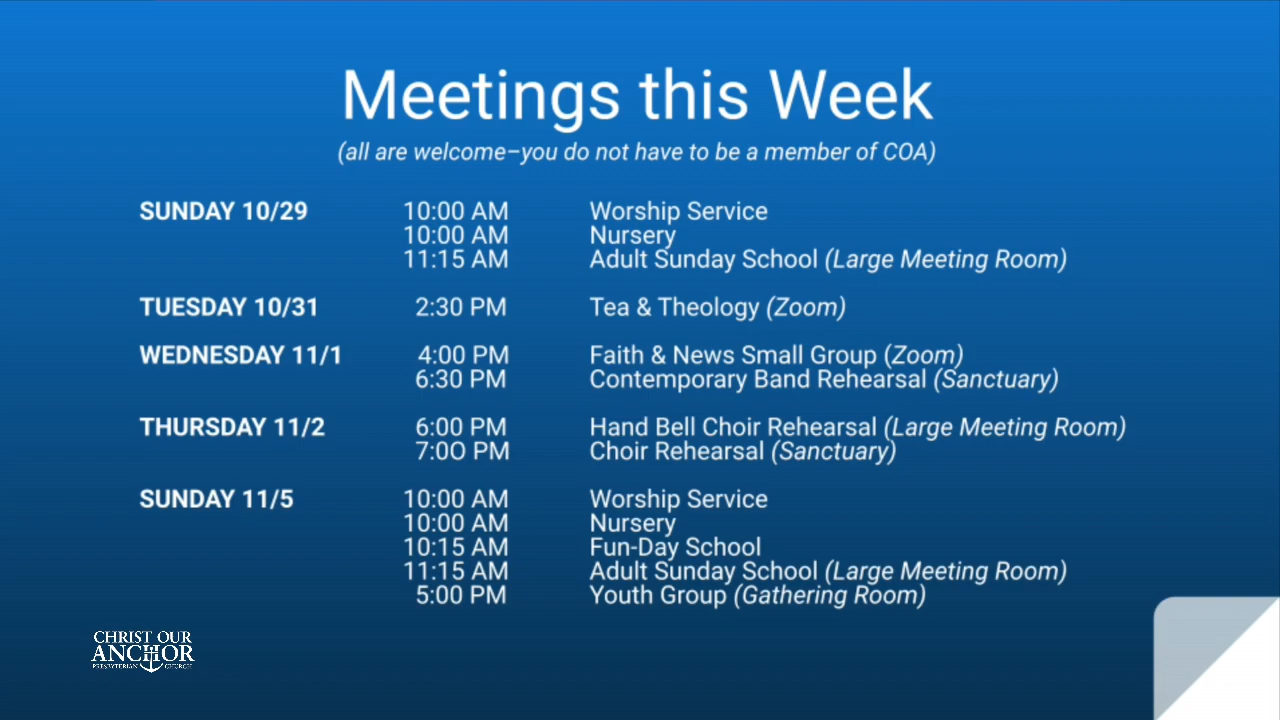 Meetings this Week
(all are welcome–you do not have to be a member of COA)
SUNDAY 10/29 10:00 AM Worship Service
10:00 AM Nursery
11:15 AM Adult Sunday School (Large Meeting Room)
TUESDAY 10/31 2:30 PM Tea & Theology (Zoom)
WEDNESDAY 11/1 4:00 PM Faith & News Small Group (Zoom)
6:30 PM Contemporary Band Rehearsal (Sanctuary)
THURSDAY 11/2 6:00 PM Hand Bell Choir Rehearsal (Large Meeting Room)
7:00 PM Choir Rehearsal (Sanctuary)
SUNDAY 11/5 10:00 AM Worship Service
10:00 AM Nursery
10:15 AM Fun-Day School
11:15 AM Adult Sunday School (Large Meeting Room)
5:00 PM Youth Group (Gathering Room)
CHRIST OUR
ANCHOR
PRESBYTERIAN CHURCH